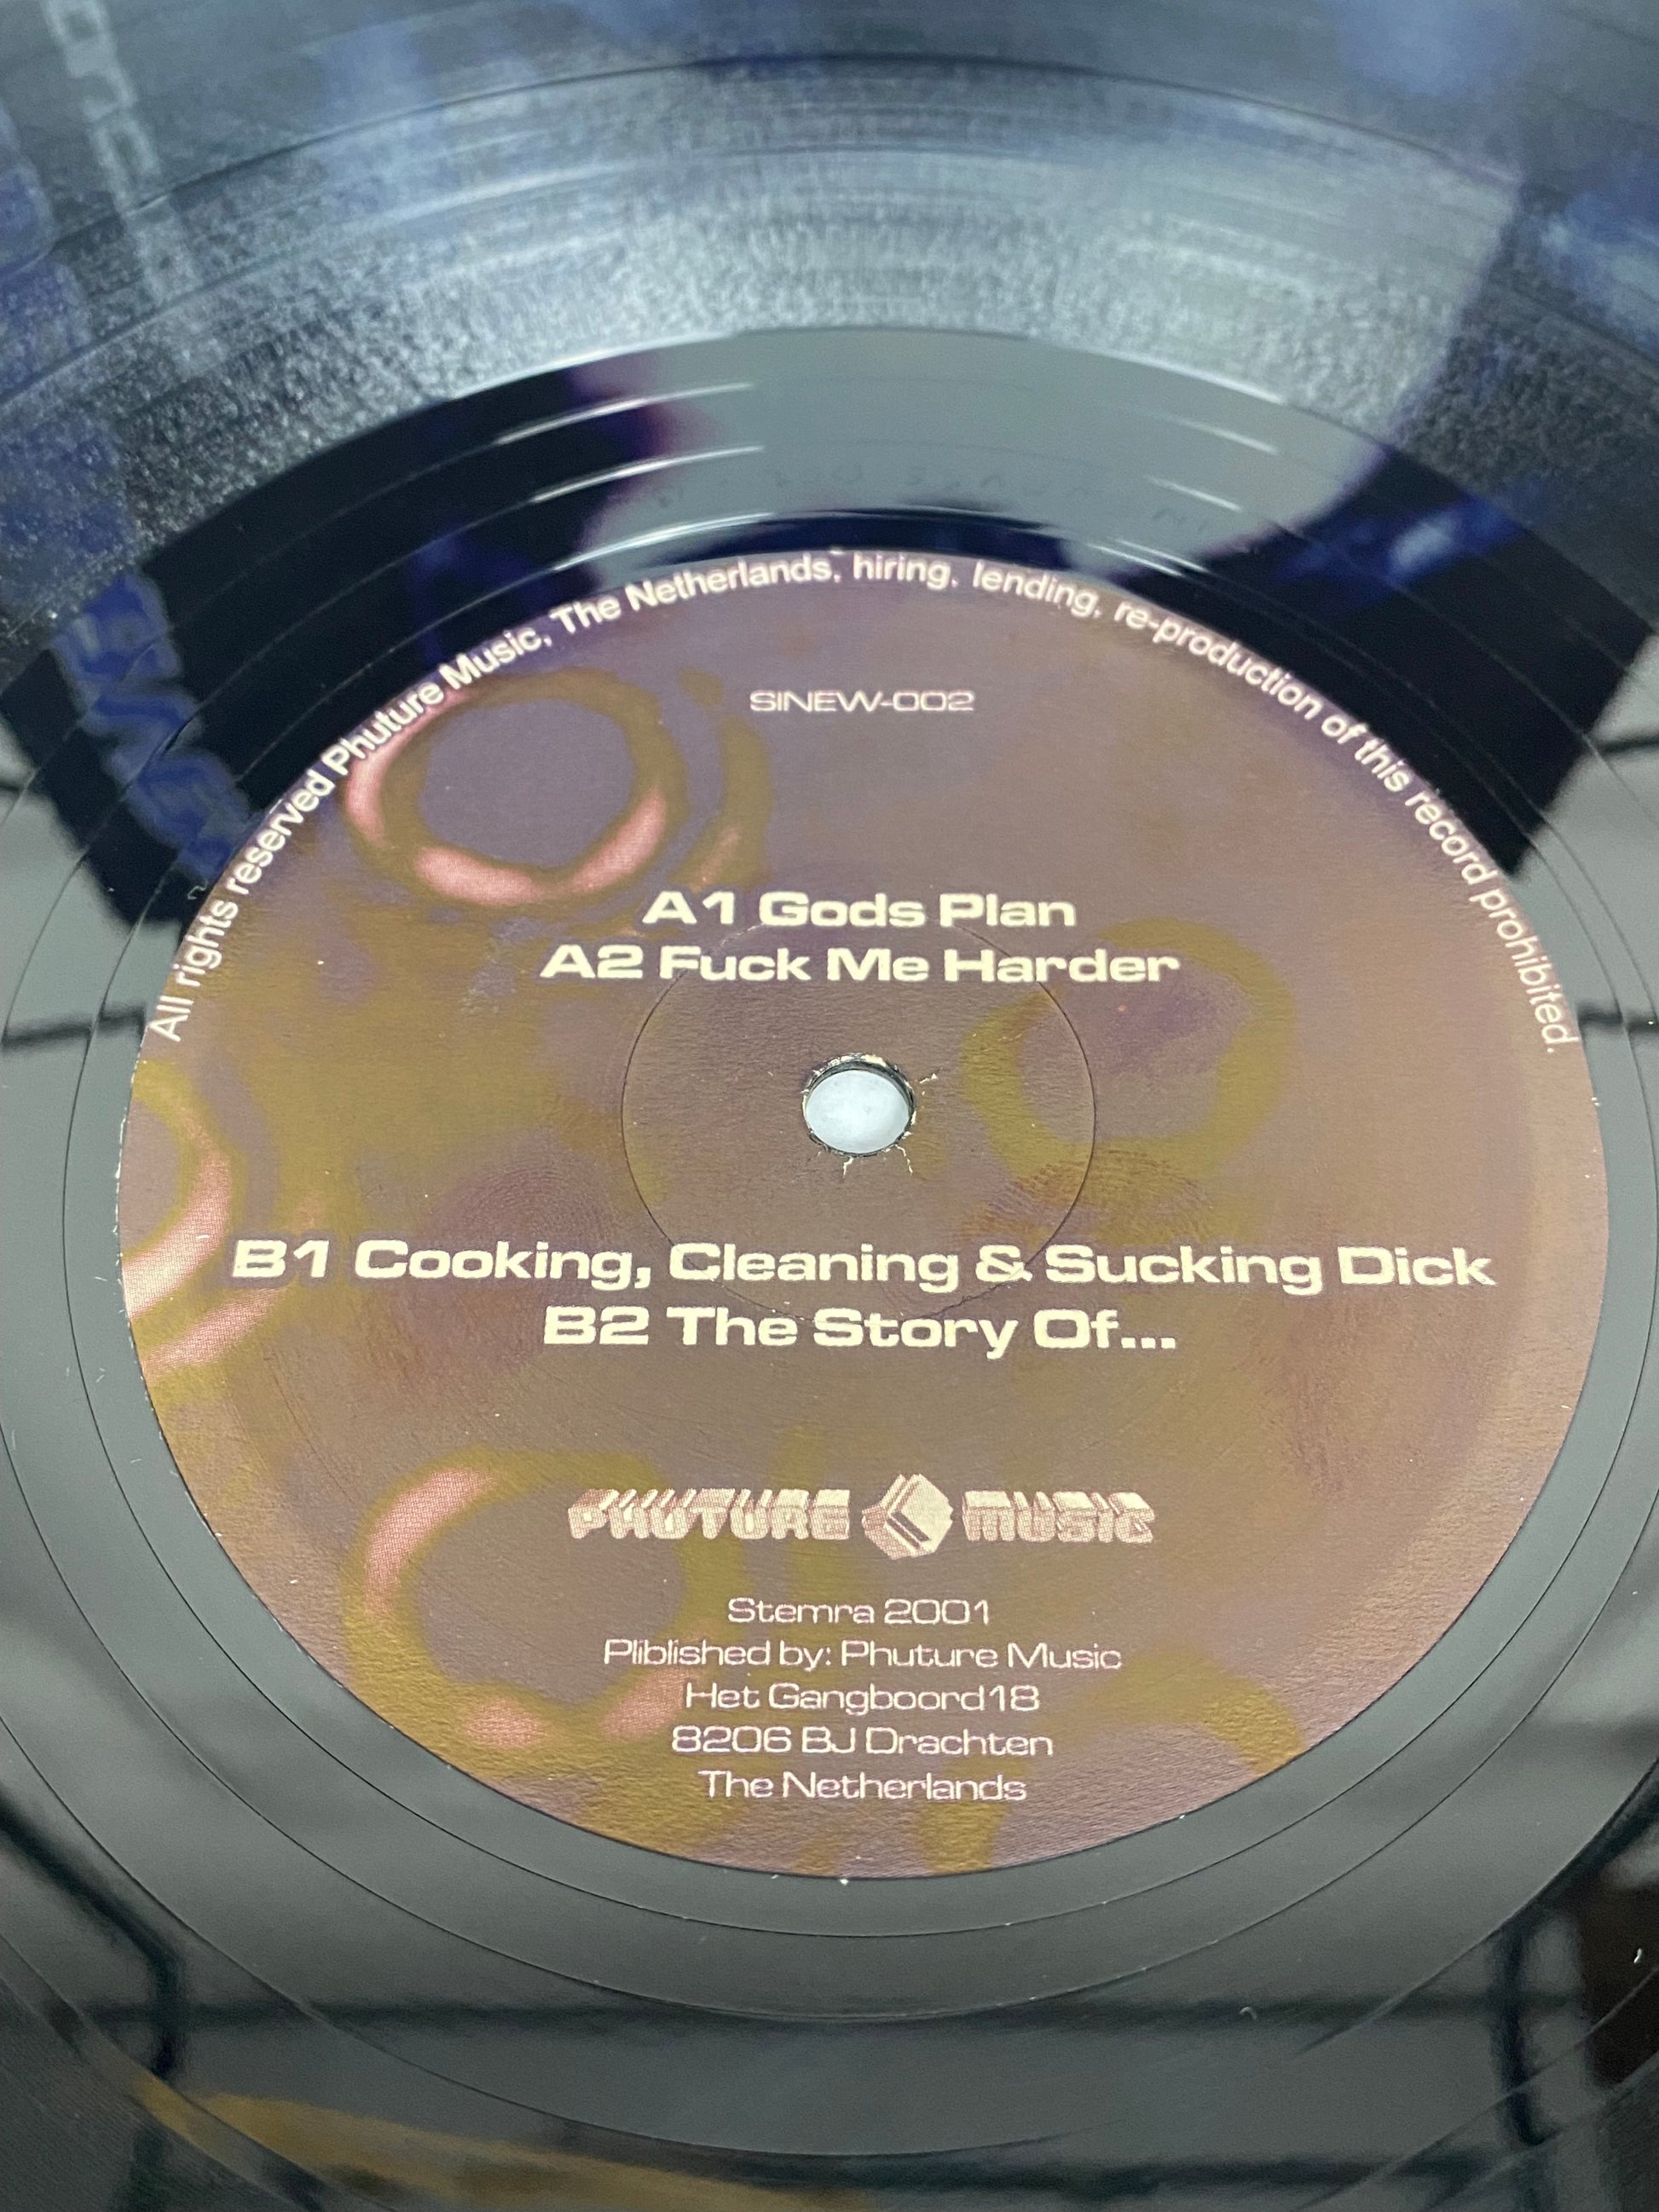 All rights reserved Phuture Music, The Netherlands, hiring, lending, re-production of this record prohibited.
SINEW-002
A1 Gods Plan
A2 Fuck Me Harder
B1 Cooking, Cleaning & Sucking Dick
B2 The Story Of...
PHUTURE MUSIC
Stemra 2001
Pliblished by: Phuture Music
Het Gangboord18
8206 BJ Drachten
The Netherlands